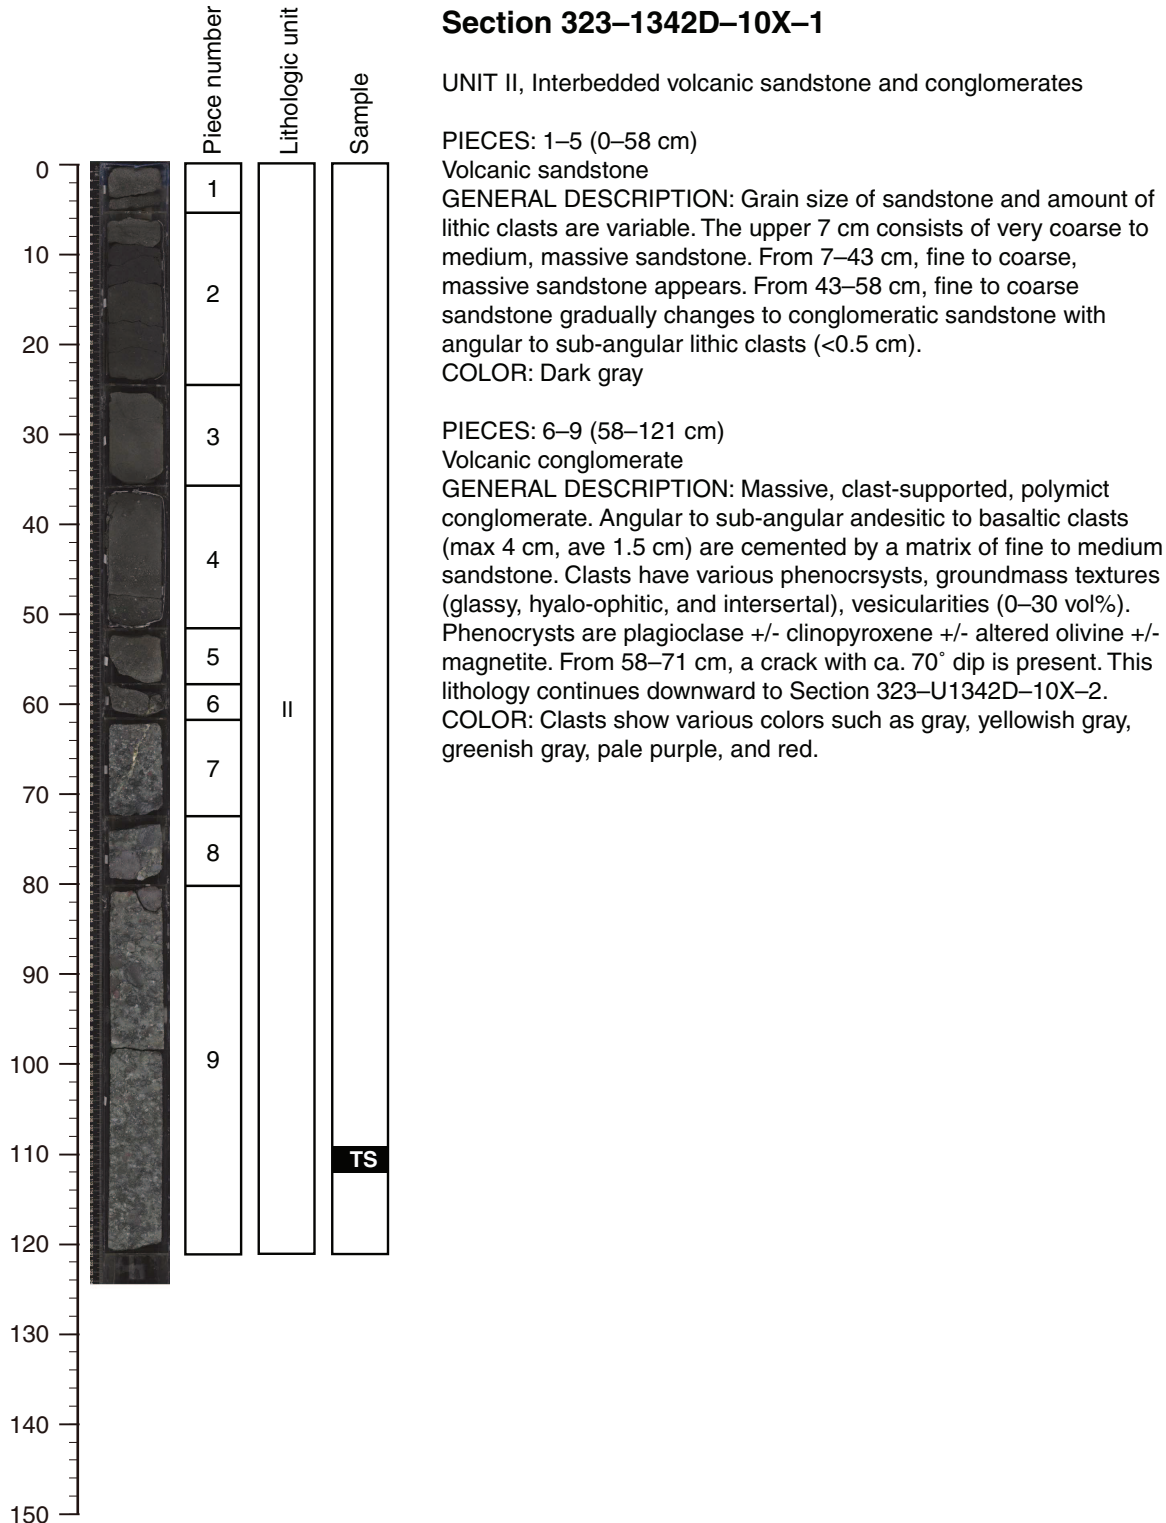 Piece number
Lithologic unit
Sample
Section 323–1342D–10X–1
UNIT II, Interbedded volcanic sandstone and conglomerates
PIECES: 1–5 (0–58 cm)
Volcanic sandstone
GENERAL DESCRIPTION: Grain size of sandstone and amount of
lithic clasts are variable. The upper 7 cm consists of very coarse to
medium, massive sandstone. From 7–43 cm, fine to coarse,
massive sandstone appears. From 43–58 cm, fine to coarse
sandstone gradually changes to conglomeratic sandstone with
angular to sub-angular lithic clasts (<0.5 cm).
COLOR: Dark gray
PIECES: 6–9 (58–121 cm)
Volcanic conglomerate
GENERAL DESCRIPTION: Massive, clast-supported, polymict
conglomerate. Angular to sub-angular andesitic to basaltic clasts
(max 4 cm, ave 1.5 cm) are cemented by a matrix of fine to medium
sandstone. Clasts have various phenocrsysts, groundmass textures
(glassy, hyalo-ophitic, and intersertal), vesicularities (0–30 vol%).
Phenocrysts are plagioclase +/- clinopyroxene +/- altered olivine +/-
magnetite. From 58–71 cm, a crack with ca. 70° dip is present. This
lithology continues downward to Section 323–U1342D–10X–2.
COLOR: Clasts show various colors such as gray, yellowish gray,
greenish gray, pale purple, and red.
0
10
20
30
40
50
60
70
80
90
100
110
120
130
140
150
1
2
3
4
5
6
7
8
9
II
TS